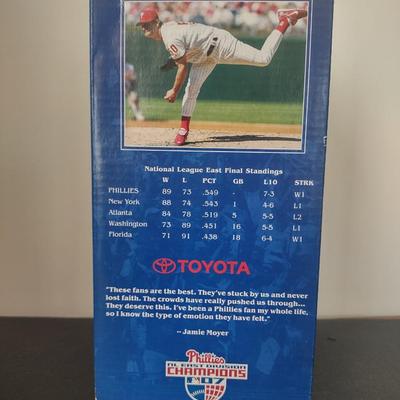 National League East Final Standings
W L PCT GB L10 STRK
PHILLIES 89 73 .549 - 7-3 W1
New York 88 74 .543 1 4-6 L1
Atlanta 84 78 .519 5 5-5 L2
Washington 73 89 .451 16 5-5 L1
Florida 71 91 .438 18 6-4 W1
TOYOTA
"These fans are the best. They've stuck by us and never
lost faith. The crowds have really pushed us through...
They deserve this. I've been a Phillies fan my whole life,
so I know the type of emotion they have felt."
-- Jamie Moyer
Phillies
NL EAST DIVISION
CHAMPIONS
07